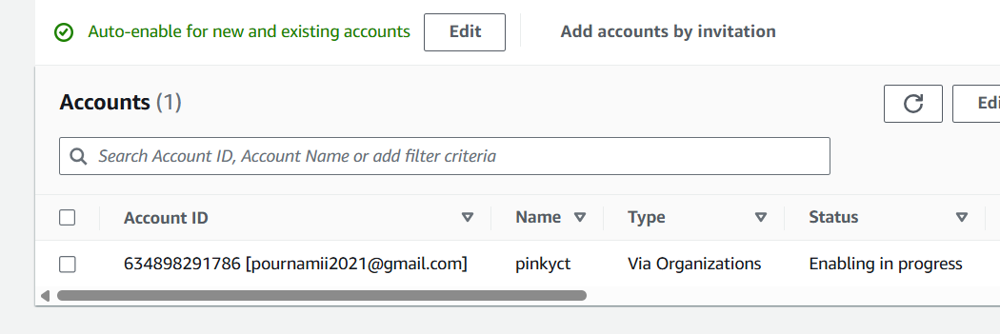 Auto-enable for new and existing accounts Edit Add accounts by invitation
Accounts (1) Edi
Search Account ID, Account Name or add filter criteria
Account ID Name Type Status
634898291786 [pournamii2021@gmail.com] pinkyct Via Organizations Enabling in progress